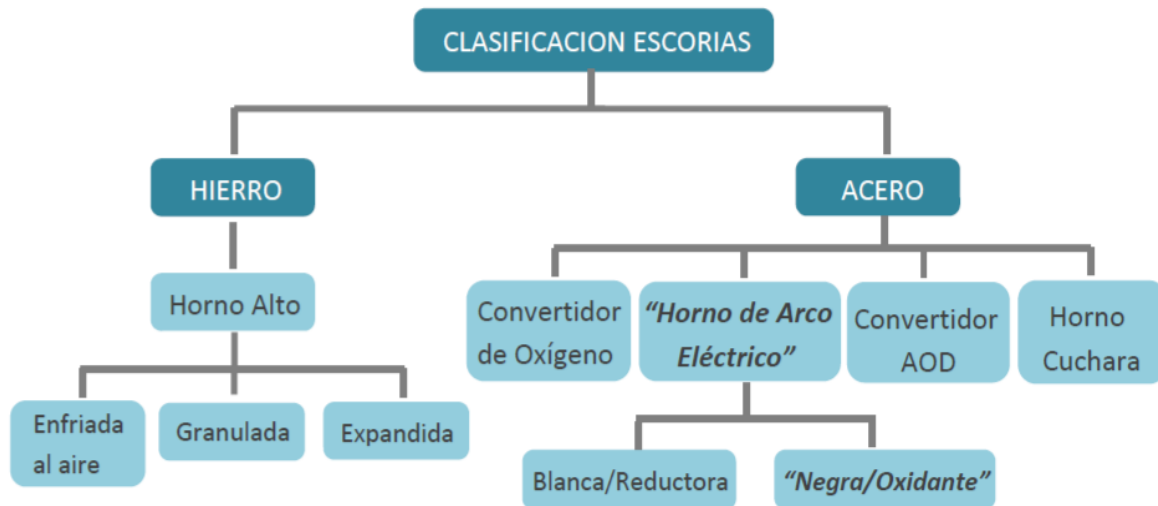 CLASIFICACION ESCORIAS
HIERRO
ACERO
Horno Alto
Convertidor
de Oxígeno
“Horno de Arco
Eléctrico”
Convertidor
AOD
Horno
Cuchara
Enfriada
al aire
Granulada
Expandida
Blanca/Reductora
“Negra/Oxidante”